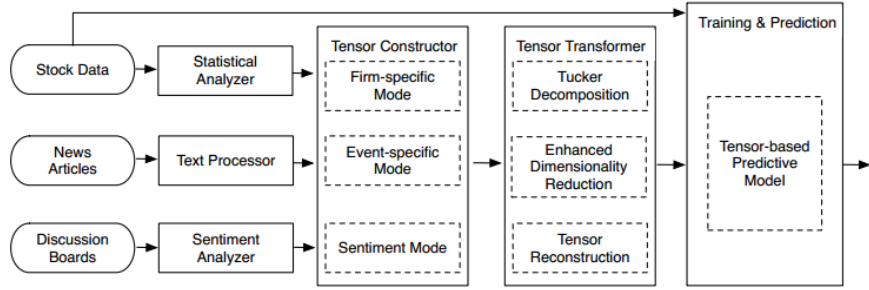 Training & Prediction
Tensor Constructor
Tensor Transformer
Stock Data
Statistical
Analyzer
Firm-specific
Mode
Tucker
Decomposition
News
Articles
Text Processor
Event-specific
Mode
Enhanced
Dimensionality
Reduction
Tensor-based
Predictive
Model
Discussion
Boards
Sentiment
Analyzer
Sentiment Mode
Tensor
Reconstruction